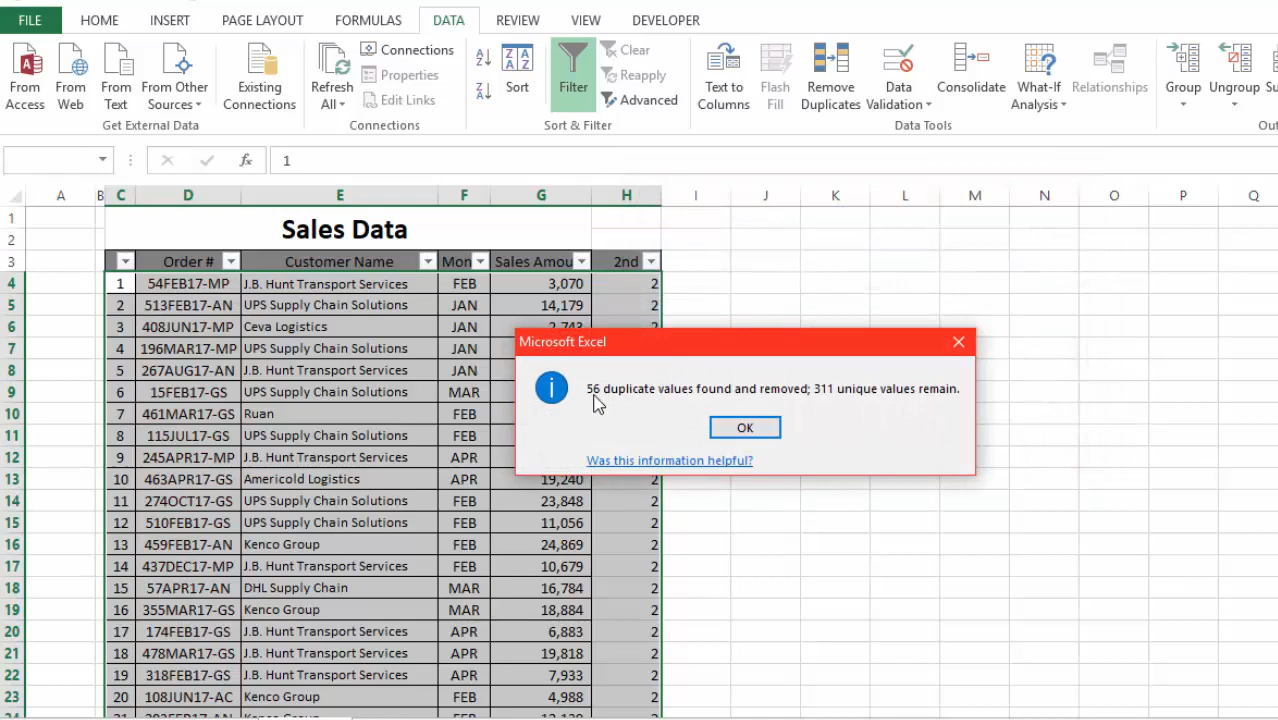 FILE HOME INSERT PAGE LAYOUT FORMULAS DATA REVIEW VIEW DEVELOPER
From Access
From Web
From Text
From Other Sources
Existing Connections
Get External Data
Refresh All
Connections
Properties
Edit Links
Connections
Sort
Filter
Clear
Reapply
Advanced
Sort & Filter
Text to Columns
Flash Fill
Remove Duplicates
Data Validation
Consolidate
What-If Analysis
Relationships
Data Tools
Group
Ungroup
fx 1
A B C D E F G H I J K L M N O P Q
1 Sales Data
2
3 Order # Customer Name Mon Sales Amou 2nd
4 1 54FEB17-MP J.B. Hunt Transport Services FEB 3,070 2
5 2 513FEB17-AN UPS Supply Chain Solutions JAN 14,179 2
6 3 408JUN17-MP Ceva Logistics JAN 2,743 2
7 4 196MAR17-MP UPS Supply Chain Solutions JAN
8 5 267AUG17-AN UPS Supply Chain Solutions JAN
9 6 15FEB17-GS UPS Supply Chain Solutions MAR
10 7 461MAR17-GS Ruan FEB
11 8 115JUL17-GS UPS Supply Chain Solutions FEB
12 9 245APR17-MP J.B. Hunt Transport Services APR
13 10 463APR17-GS Americold Logistics APR 19,240 2
14 11 274OCT17-GS UPS Supply Chain Solutions FEB 23,848 2
15 12 510FEB17-GS UPS Supply Chain Solutions FEB 11,056 2
16 13 459FEB17-AN Kenco Group FEB 24,869 2
17 14 437DEC17-MP J.B. Hunt Transport Services FEB 10,679 2
18 15 57APR17-AN DHL Supply Chain MAR 16,784 2
19 16 355MAR17-GS Kenco Group MAR 18,884 2
20 17 174FEB17-GS J.B. Hunt Transport Services APR 6,883 2
21 18 478MAR17-GS J.B. Hunt Transport Services APR 19,818 2
22 19 318FEB17-GS J.B. Hunt Transport Services APR 7,933 2
23 20 108JUN17-AC Kenco Group FEB 4,988 2
Microsoft Excel
56 duplicate values found and removed; 311 unique values remain.
OK
Was this information helpful?